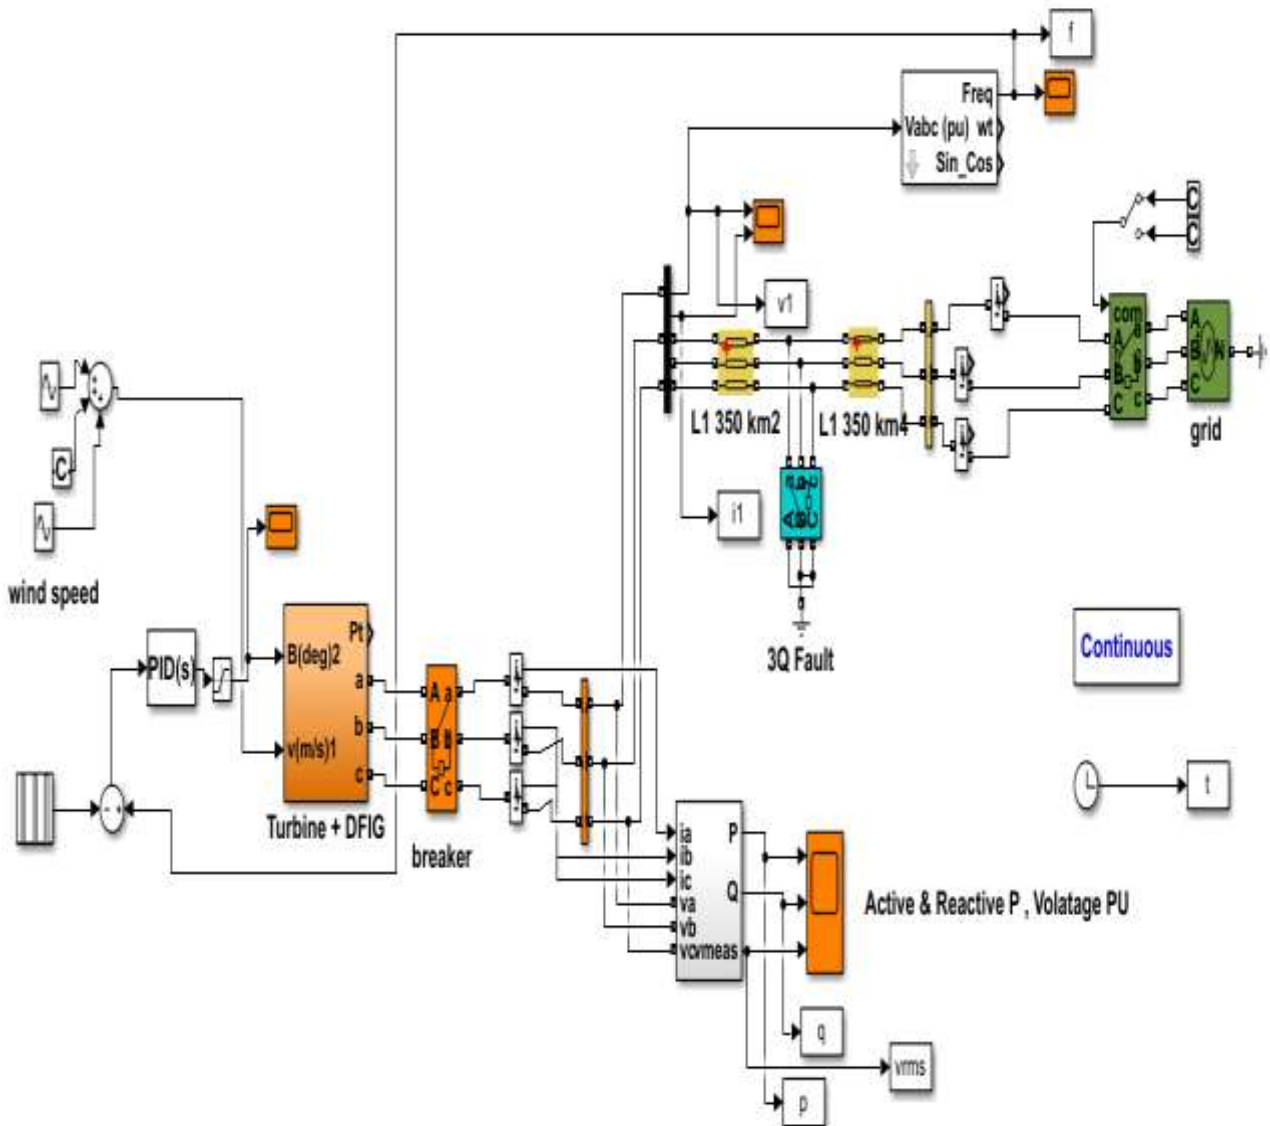 f
Freq
Vabc (pu) wt
Sin_Cos
C
C
v1
com
A a
B b
C c
A
B N
C
L1 350 km2
L1 350 km4
grid
C
i1
a
A B C
wind speed
3Q Fault
Continuous
Pt
PID(s)
B(deg)2
a
A a
b
B
v(m/s)1
c
C c
t
Turbine + DFIG
breaker
ia P
ib
ic
va Q
vb
vc vmeas
Active & Reactive P , Volatage PU
q
vrms
p